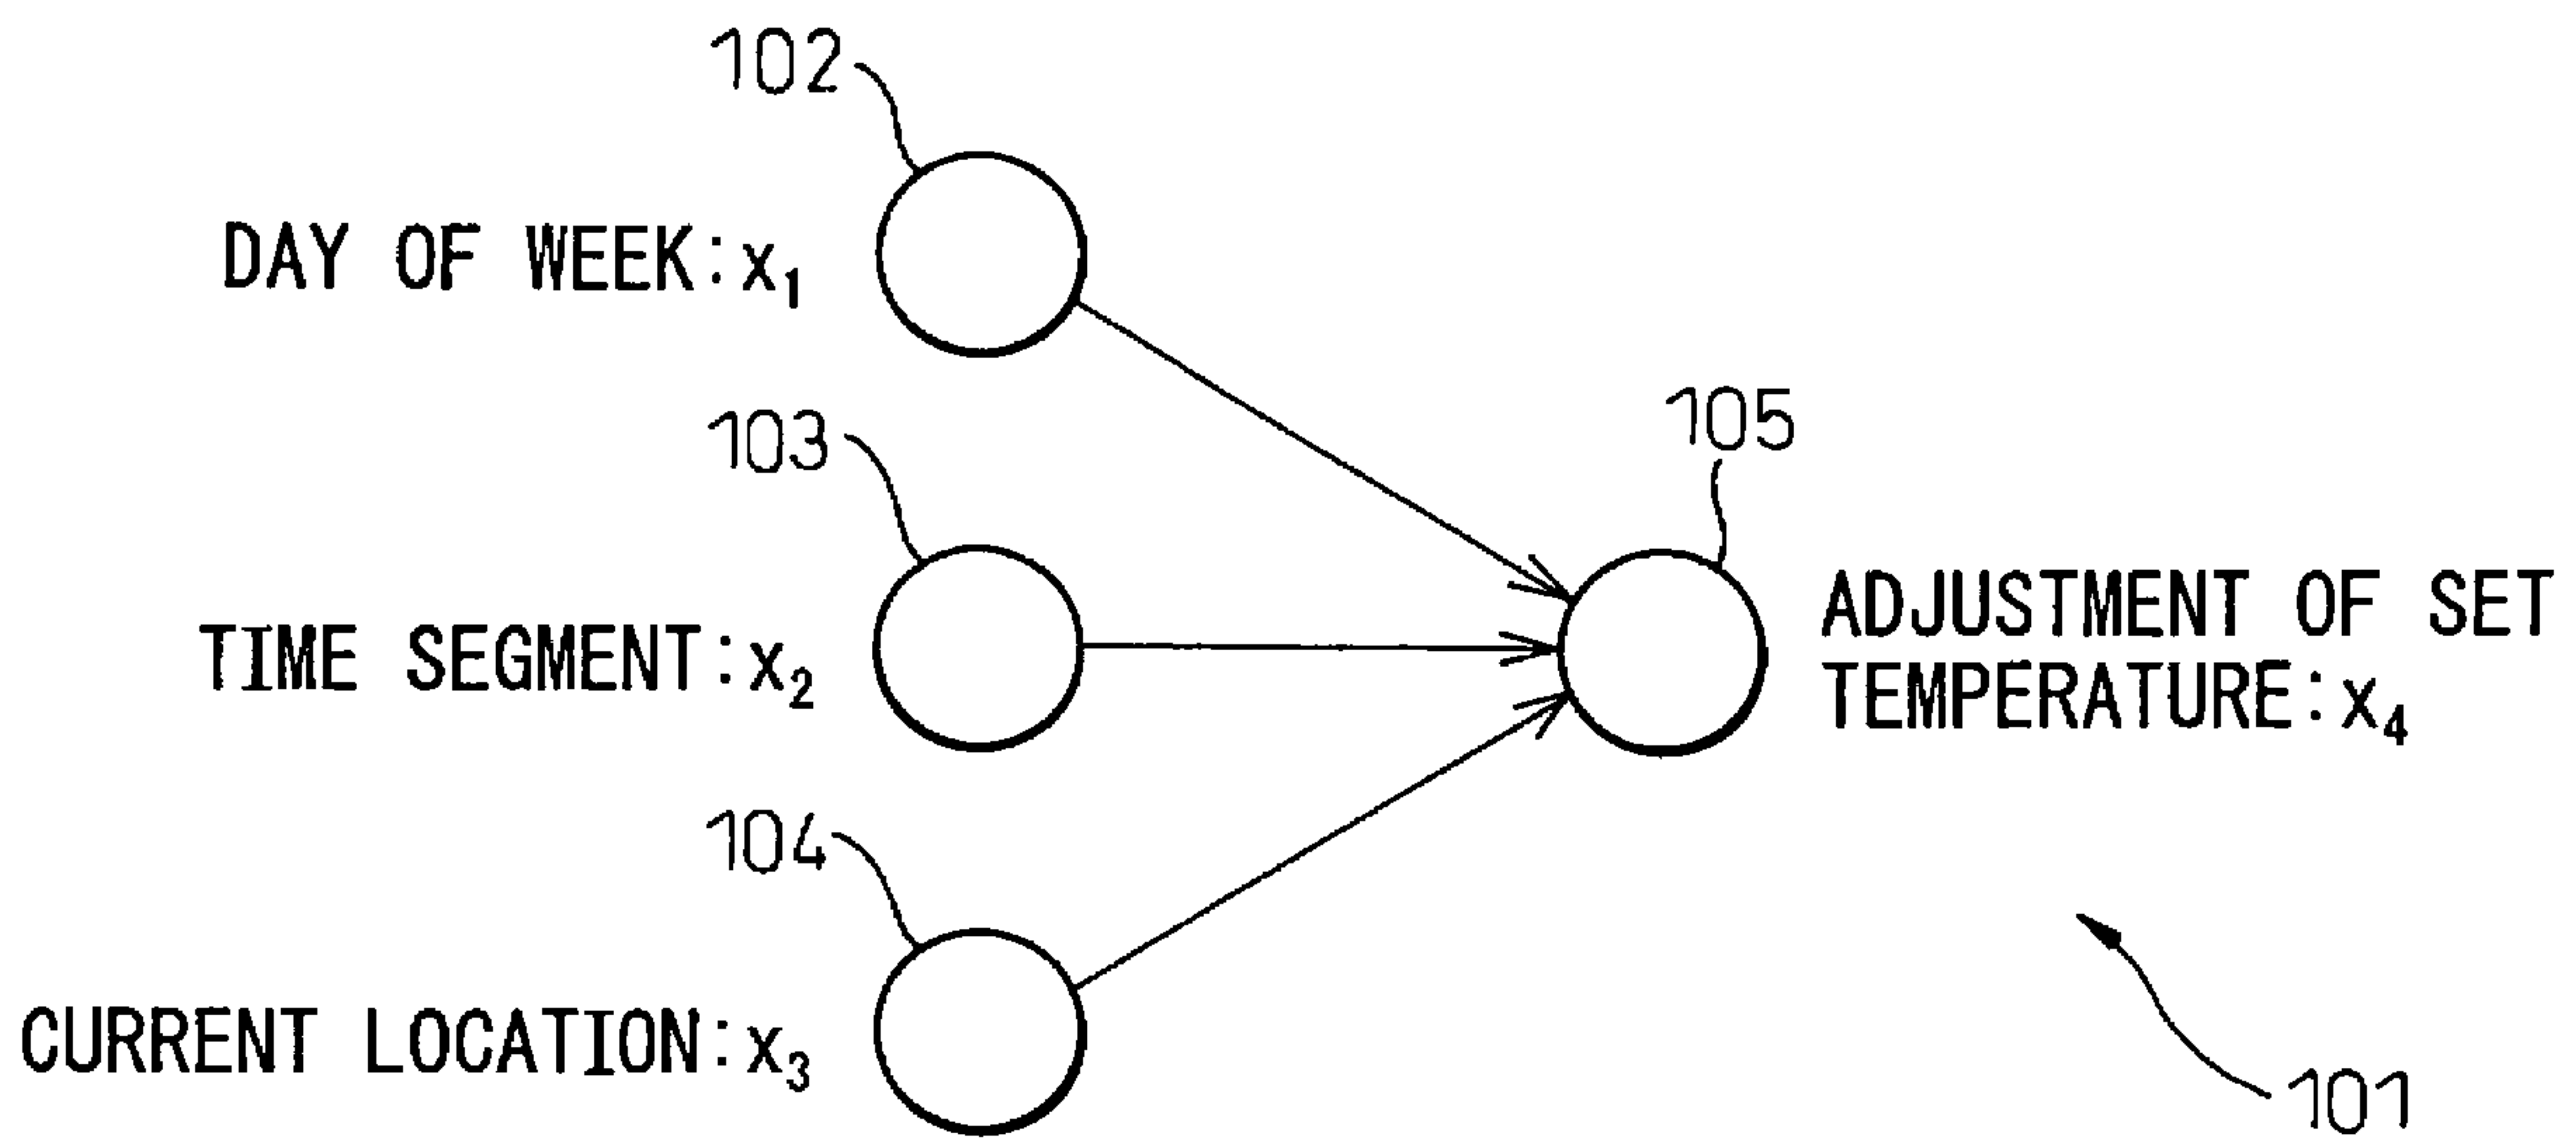 102
DAY OF WEEK:x₁
103
105
TIME SEGMENT:x₂
ADJUSTMENT OF SET
TEMPERATURE:x₄
104
CURRENT LOCATION:x₃
101